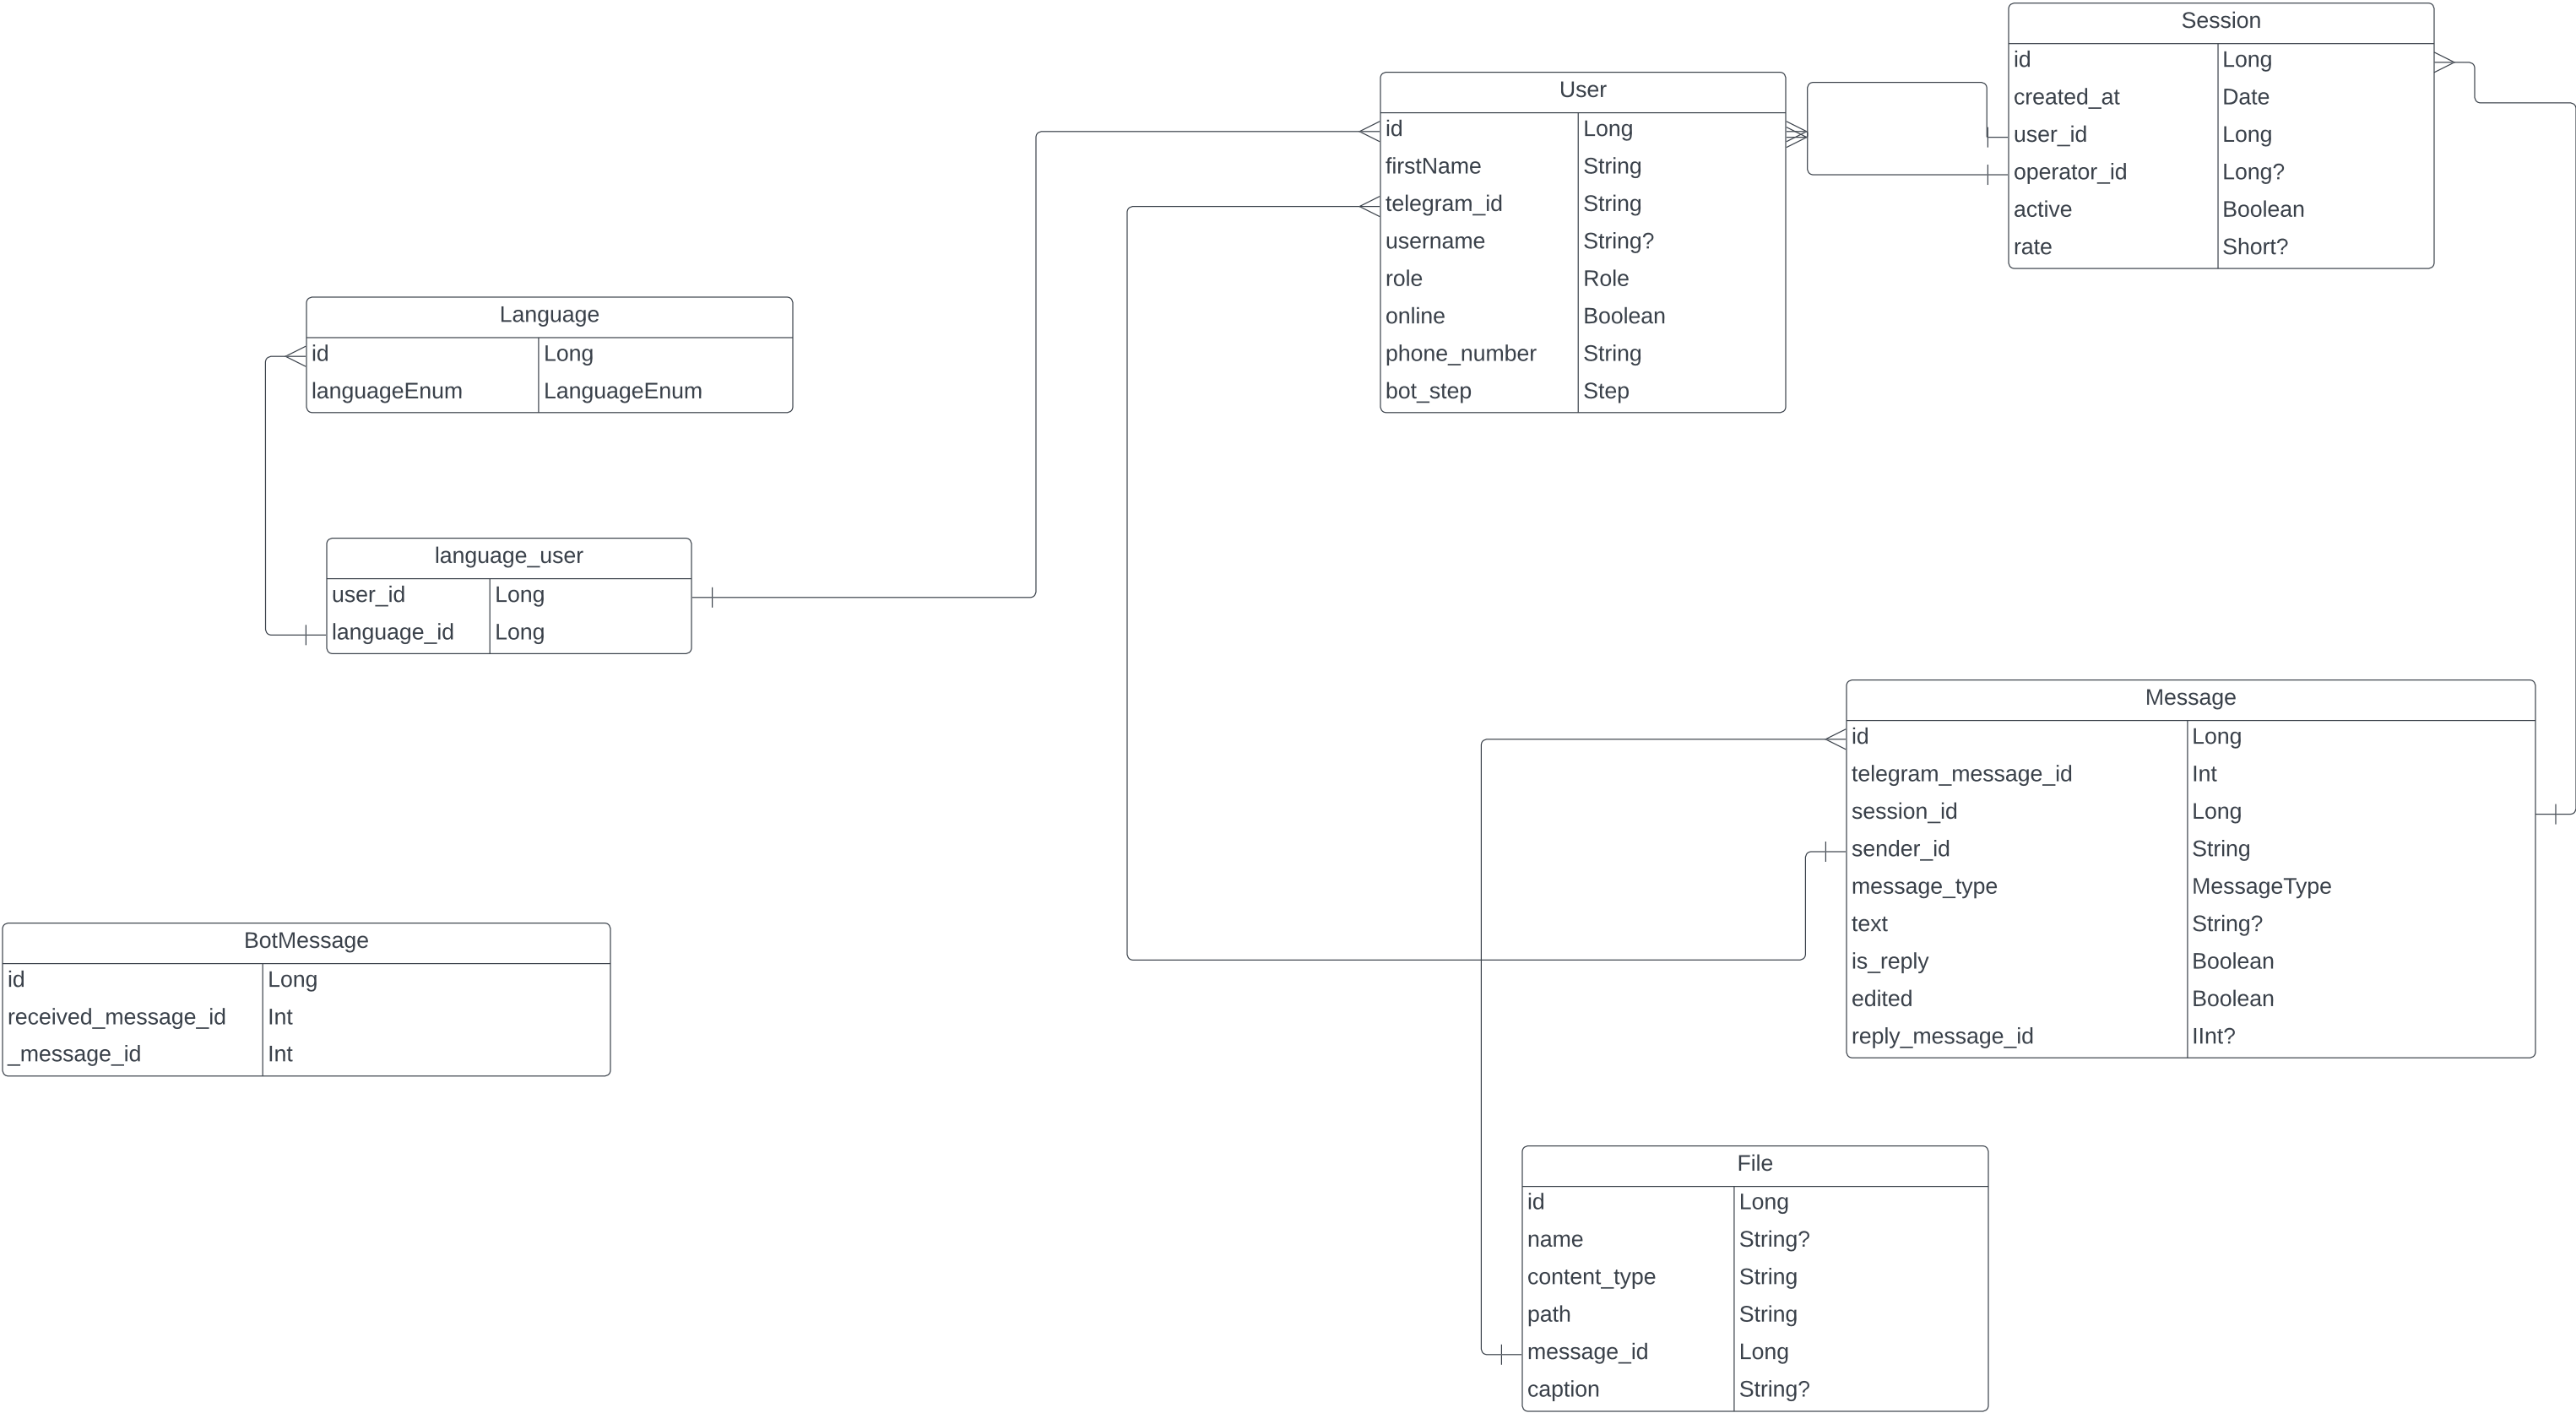 Session
id Long
created_at Date
user_id Long
operator_id Long?
active Boolean
rate Short?
User
id Long
firstName String
telegram_id String
username String?
role Role
online Boolean
phone_number String
bot_step Step
Language
id Long
languageEnum LanguageEnum
language_user
user_id Long
language_id Long
Message
id Long
telegram_message_id Int
session_id Long
sender_id String
message_type MessageType
text String?
is_reply Boolean
edited Boolean
reply_message_id IInt?
BotMessage
id Long
received_message_id Int
_message_id Int
File
id Long
name String?
content_type String
path String
message_id Long
caption String?